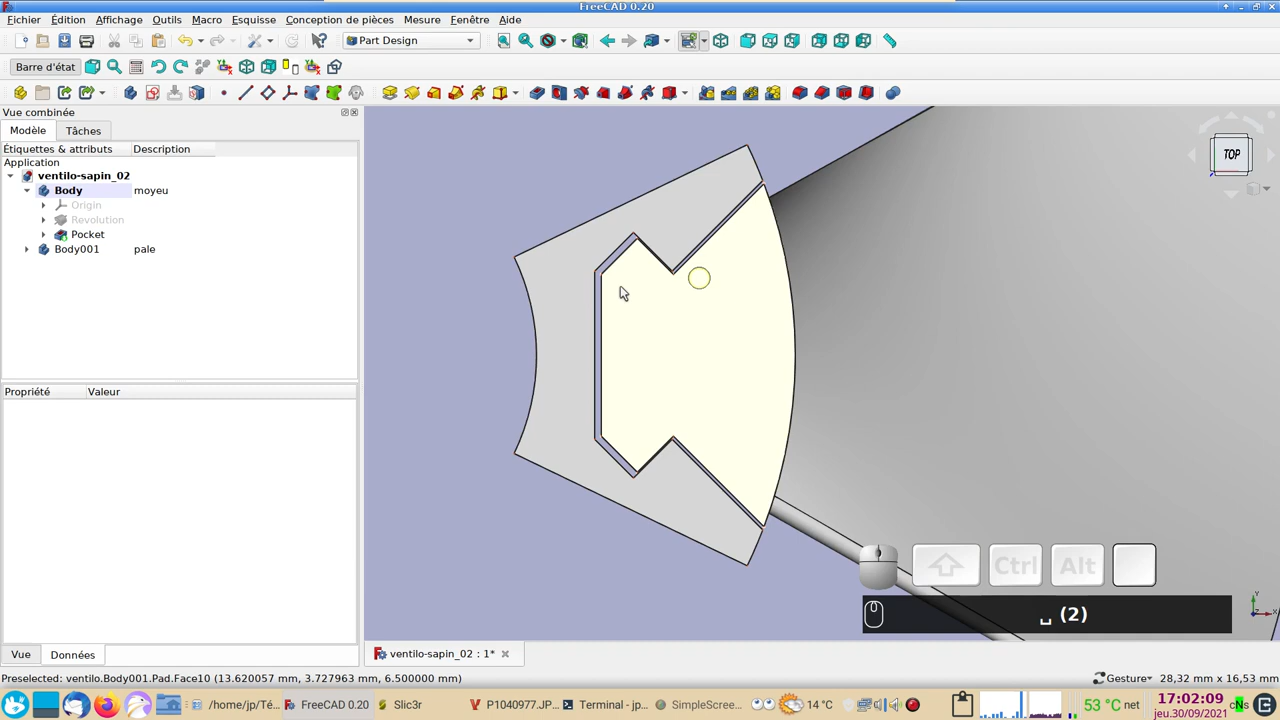 FreeCAD 0.20
Fichier Édition Affichage Outils Macro Esquisse Conception de pièces Mesure Fenêtre Aide
Part Design
Barre d'état
Vue combinée
Modèle Tâches
Étiquettes & attributs Description
Application
ventilo-sapin_02
Body moyeu
Origin
Revolution
Pocket
Body001 pale
TOP
Propriété Valeur
Ctrl Alt
␣ (2)
Y
X
Vue Données
ventilo-sapin_02 : 1*
Preselected: ventilo.Body001.Pad.Face10 (13.620057 mm, 3.727963 mm, 6.500000 mm)
Gesture 28,32 mm x 16,53 mm
/home/jp/Té... FreeCAD 0.20 Slic3r P1040977.JP... Terminal - jp... SimpleScree... 14 °C 53 °C net 17:02:09
jeu.30/09/2021